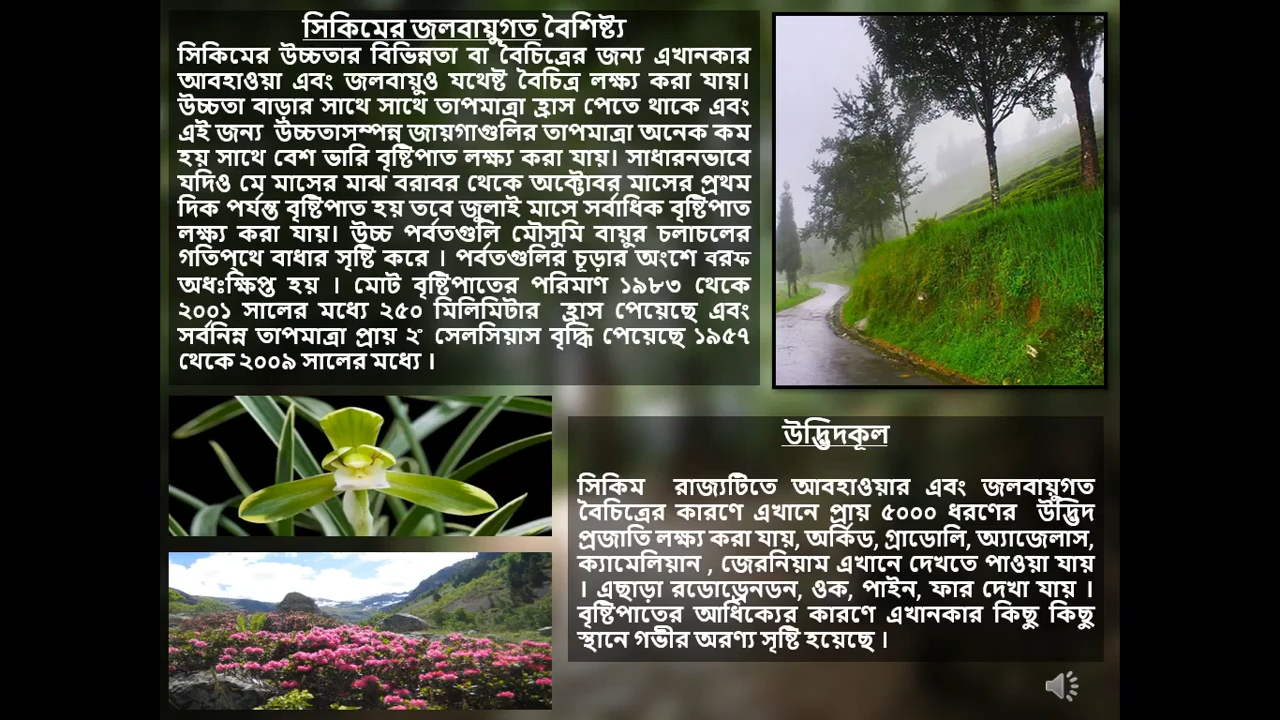 সিকিমের জলবায়ুগত বৈশিষ্ট্য
সিকিমের উচ্চতার বিভিন্নতা বা বৈচিত্রের জন্য এখানকার
আবহাওয়া এবং জলবায়ুও যথেষ্ট বৈচিত্র লক্ষ্য করা যায়।
উচ্চতা বাড়ার সাথে সাথে তাপমাত্রা হ্রাস পেতে থাকে এবং
এই জন্য উচ্চতাসম্পন্ন জায়গাগুলির তাপমাত্রা অনেক কম
হয় সাথে বেশ ভারি বৃষ্টিপাত লক্ষ্য করা যায়। সাধারনভাবে
যদিও মে মাসের মাঝ বরাবর থেকে অক্টোবর মাসের প্রথম
দিক পর্যন্ত বৃষ্টিপাত হয় তবে জুলাই মাসে সর্বাধিক বৃষ্টিপাত
লক্ষ্য করা যায়। উচ্চ পর্বতগুলি মৌসুমি বায়ুর চলাচলের
গতিপথে বাধার সৃষ্টি করে । পর্বতগুলির চূড়ার অংশে বরফ
অধঃক্ষিপ্ত হয় । মোট বৃষ্টিপাতের পরিমাণ ১৯৮৩ থেকে
২০০১ সালের মধ্যে ২৫০ মিলিমিটার হ্রাস পেয়েছে এবং
সর্বনিম্ন তাপমাত্রা প্রায় ২° সেলসিয়াস বৃদ্ধি পেয়েছে ১৯৫৭
থেকে ২০০৯ সালের মধ্যে ।
উদ্ভিদকূল
সিকিম রাজ্যটিতে আবহাওয়ার এবং জলবায়ুগত
বৈচিত্রের কারণে এখানে প্রায় ৫০০০ ধরণের উদ্ভিদ
প্রজাতি লক্ষ্য করা যায়, অর্কিড, গ্রাডোলি, অ্যাজেলাস,
ক্যামেলিয়ান , জেরনিয়াম এখানে দেখতে পাওয়া যায়
। এছাড়া রডোড্রেনডন, ওক, পাইন, ফার দেখা যায় ।
বৃষ্টিপাতের আধিক্যের কারণে এখানকার কিছু কিছু
স্থানে গভীর অরণ্য সৃষ্টি হয়েছে ।